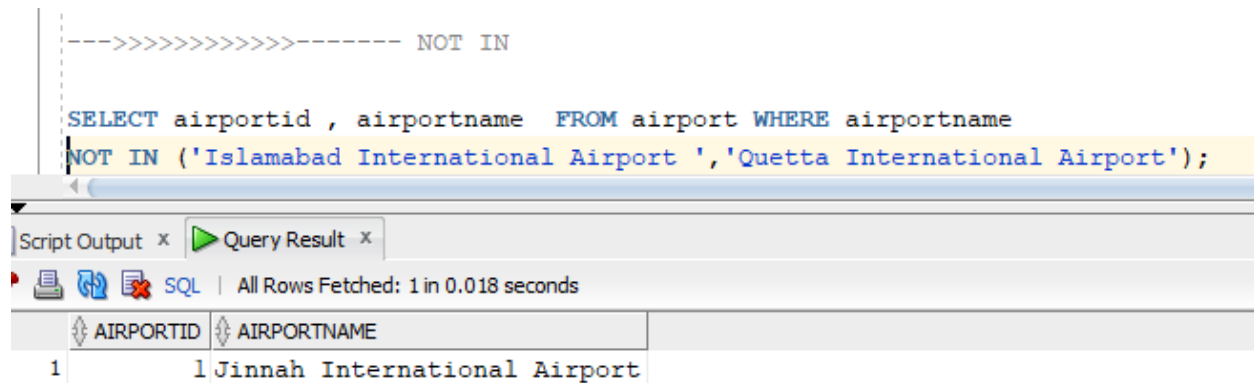 --->>>>>>>>>>>>------- NOT IN
SELECT airportid , airportname  FROM airport WHERE airportname
NOT IN ('Islamabad International Airport ','Quetta International Airport');
Script Output x Query Result x
SQL | All Rows Fetched: 1 in 0.018 seconds
AIRPORTID AIRPORTNAME
1 1 Jinnah International Airport